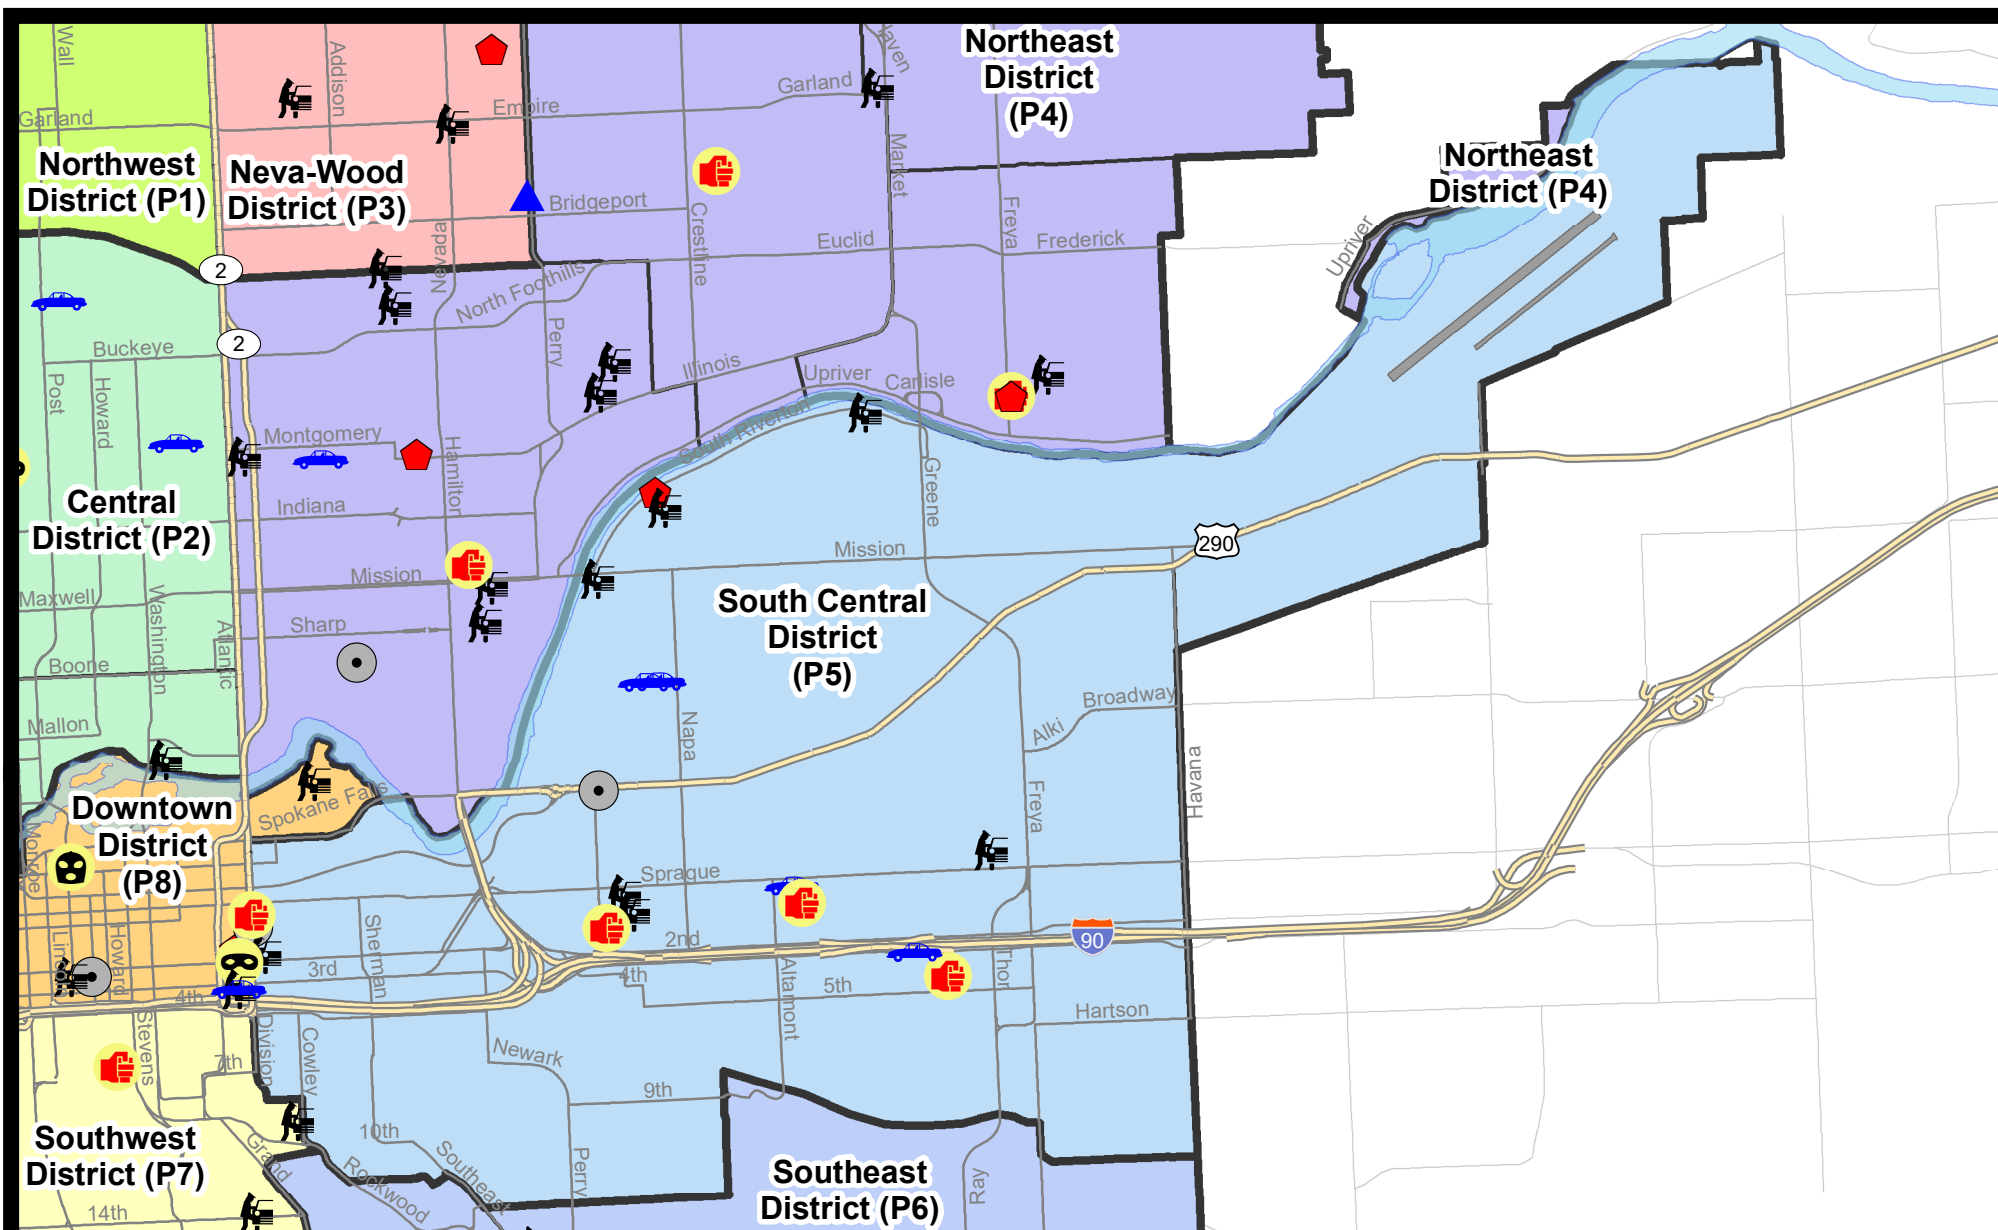 Wall
Addison
Haven
Northeast
District
(P4)
Garland
Empire
Garland
Northwest
District (P1)
Neva-Wood
District (P3)
Market
Northeast
District (P4)
Bridgeport
Crestline
Freya
Euclid
Frederick
Upriver
Nevada
2
North Foothills
2
Buckeye
Perry
Illinois
Upriver
Carlisle
Post
Howard
Montgomery
Hamilton
South Riverton
Greene
Central
District (P2)
Indiana
290
Mission
Mission
Maxwell
Washington
South Central
District
(P5)
Sharp
Atlantic
Boone
Broadway
Mallon
Napa
Alki
Havana
Downtown
District
(P8)
Spokane Falls
Freya
Monroe
Sprague
Lincoln
Howard
Sherman
2nd
90
3rd
4th
4th
5th
Altamont
Thor
Hartson
Stevens
Division
Cowley
7th
Newark
9th
Southwest
District (P7)
Grand
10th
Rockwood
Southeast
Perry
Southeast
District (P6)
Ray
14th